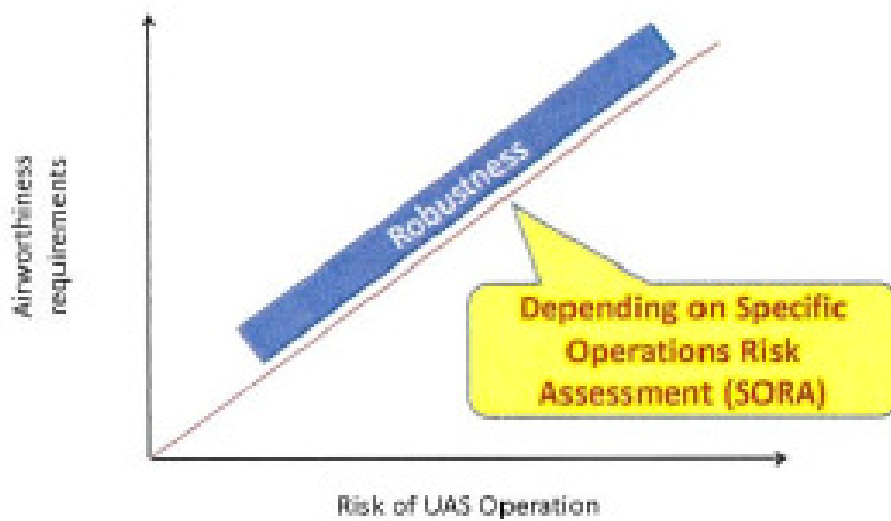 Airworthiness
requirements
Robustness
Depending on Specific
Operations Risk
Assessment (SORA)
Risk of UAS Operation